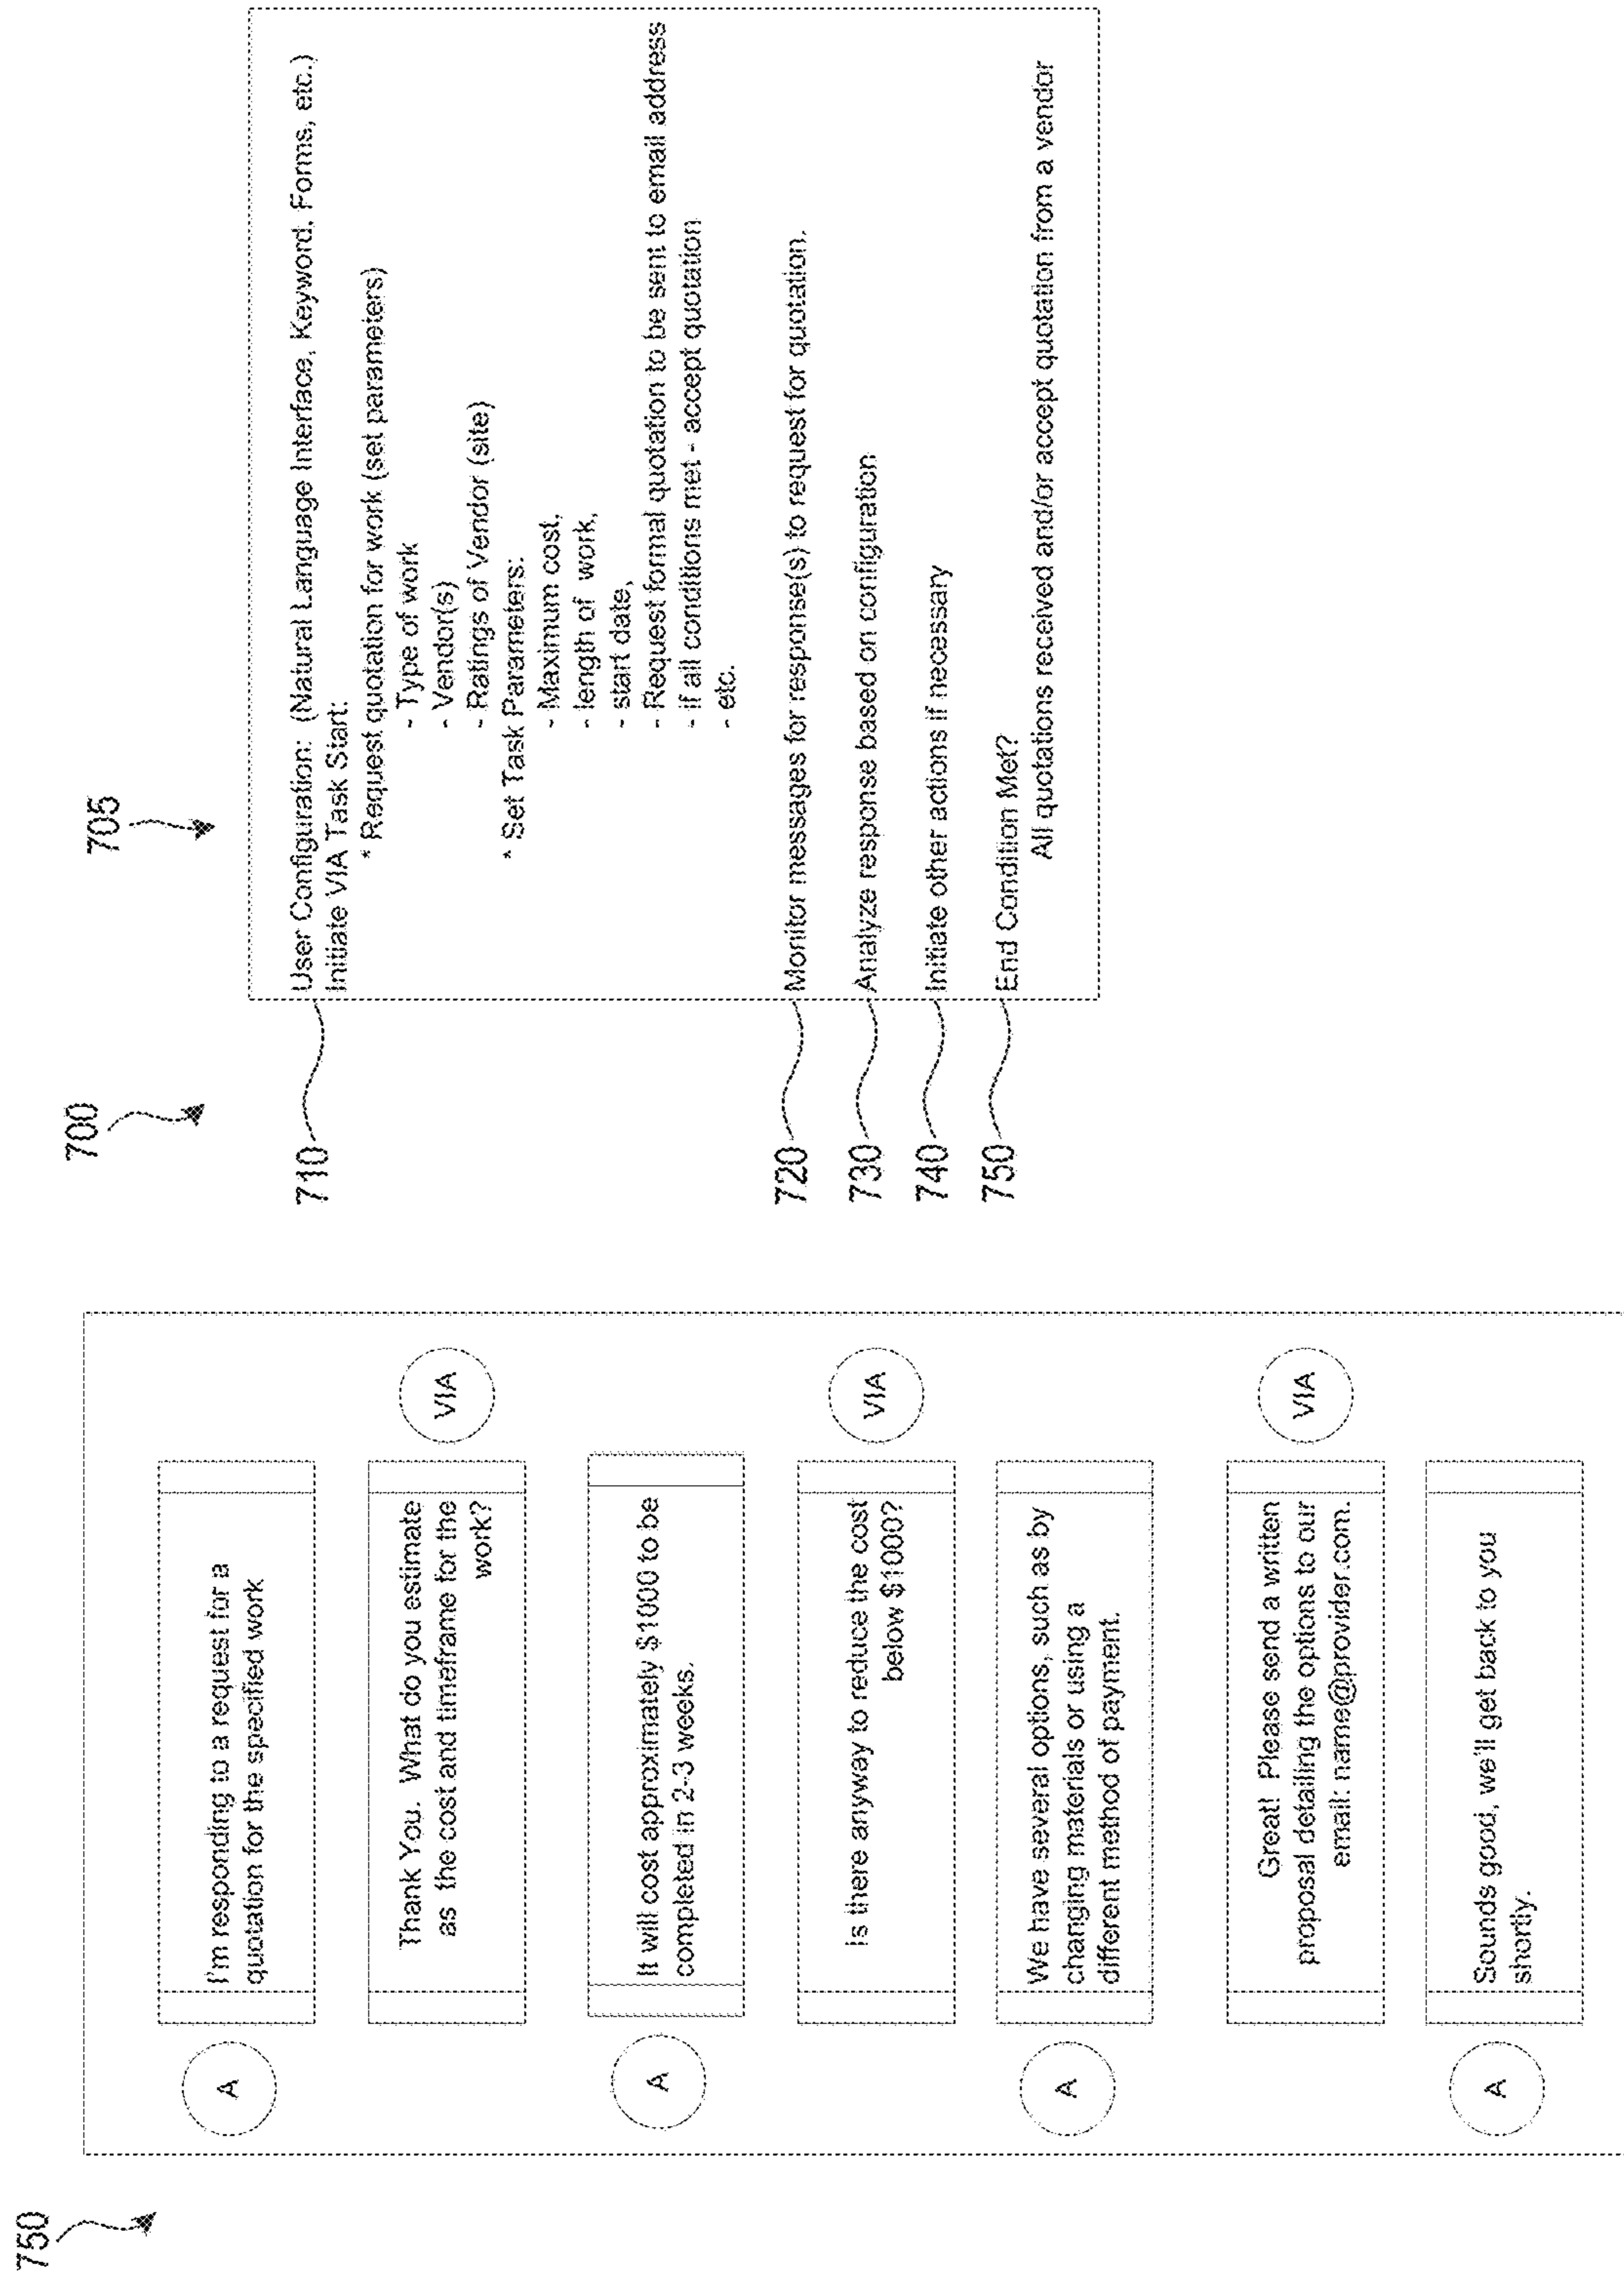 750
A
I'm responding to a request for a
quotation for the specified work
Thank You. What do you estimate
as the cost and timeframe for the
work?
VIA
A
It will cost approximately $1000 to be
completed in 2-3 weeks.
Is there anyway to reduce the cost
below $1000?
VIA
A
We have several options, such as by
changing materials or using a
different method of payment.
Great! Please send a written
proposal detailing the options to our
email: name@provider.com.
VIA
A
Sounds good, we'll get back to you
shortly.
700
705
710
User Configuration: (Natural Language Interface, Keyword, Forms, etc.)
Initiate VIA Task Start:
* Request quotation for work (set parameters)
- Type of work
- Vendor(s)
- Ratings of Vendor (site)
* Set Task Parameters:
- Maximum cost,
- length of work,
- start date,
- Request formal quotation to be sent to email address
- if all conditions met - accept quotation
- etc.
720
Monitor messages for response(s) to request for quotation.
730
Analyze response based on configuration
740
Initiate other actions if necessary
750
End Condition Met?
All quotations received and/or accept quotation from a vendor